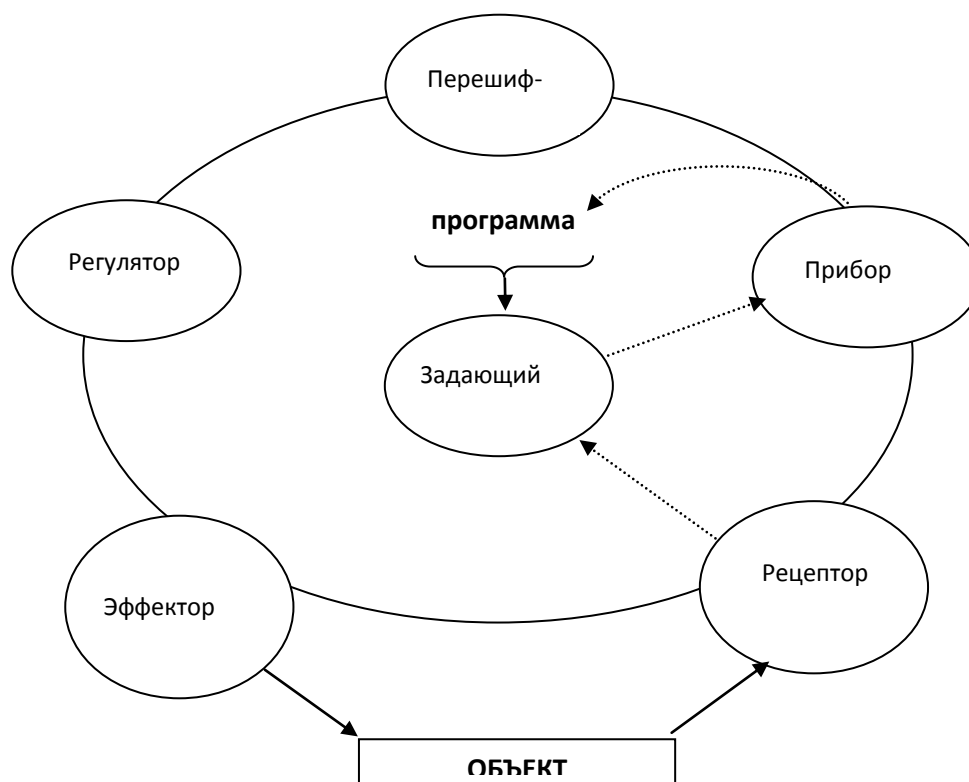 Перешиф-
программа
Регулятор
Прибор
Задающий
Рецептор
Эффектор
ОБЪЕКТ